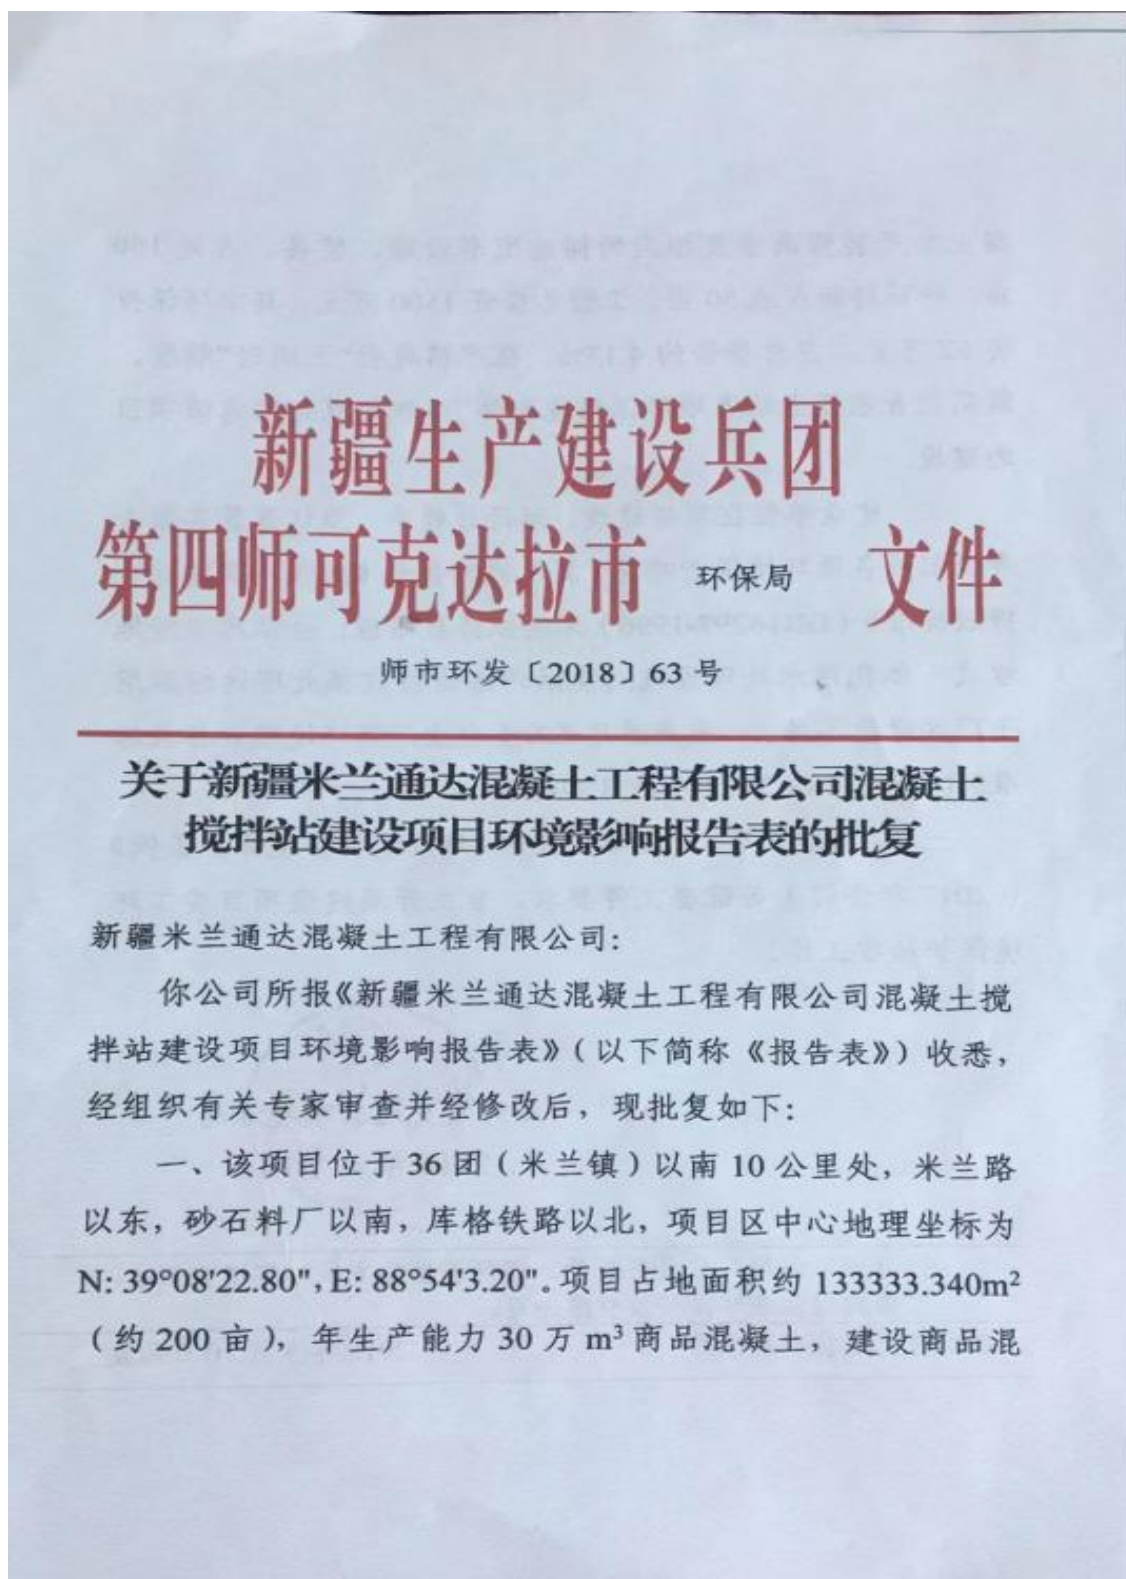 新疆生产建设兵团
第四师可克达拉市 环保局 文件
师市环发〔2018〕63号
关于新疆米兰通达混凝土工程有限公司混凝土
搅拌站建设项目环境影响报告表的批复
新疆米兰通达混凝土工程有限公司:
你公司所报《新疆米兰通达混凝土工程有限公司混凝土搅
拌站建设项目环境影响报告表》(以下简称《报告表》)收悉,
经组织有关专家审查并经修改后,现批复如下:
一、该项目位于36团(米兰镇)以南10公里处,米兰路
以东,砂石料厂以南,库格铁路以北,项目区中心地理坐标为
N: 39°08'22.80", E: 88°54'3.20"。项目占地面积约 133333.340m²
(约200亩),年生产能力30万m³商品混凝土,建设商品混